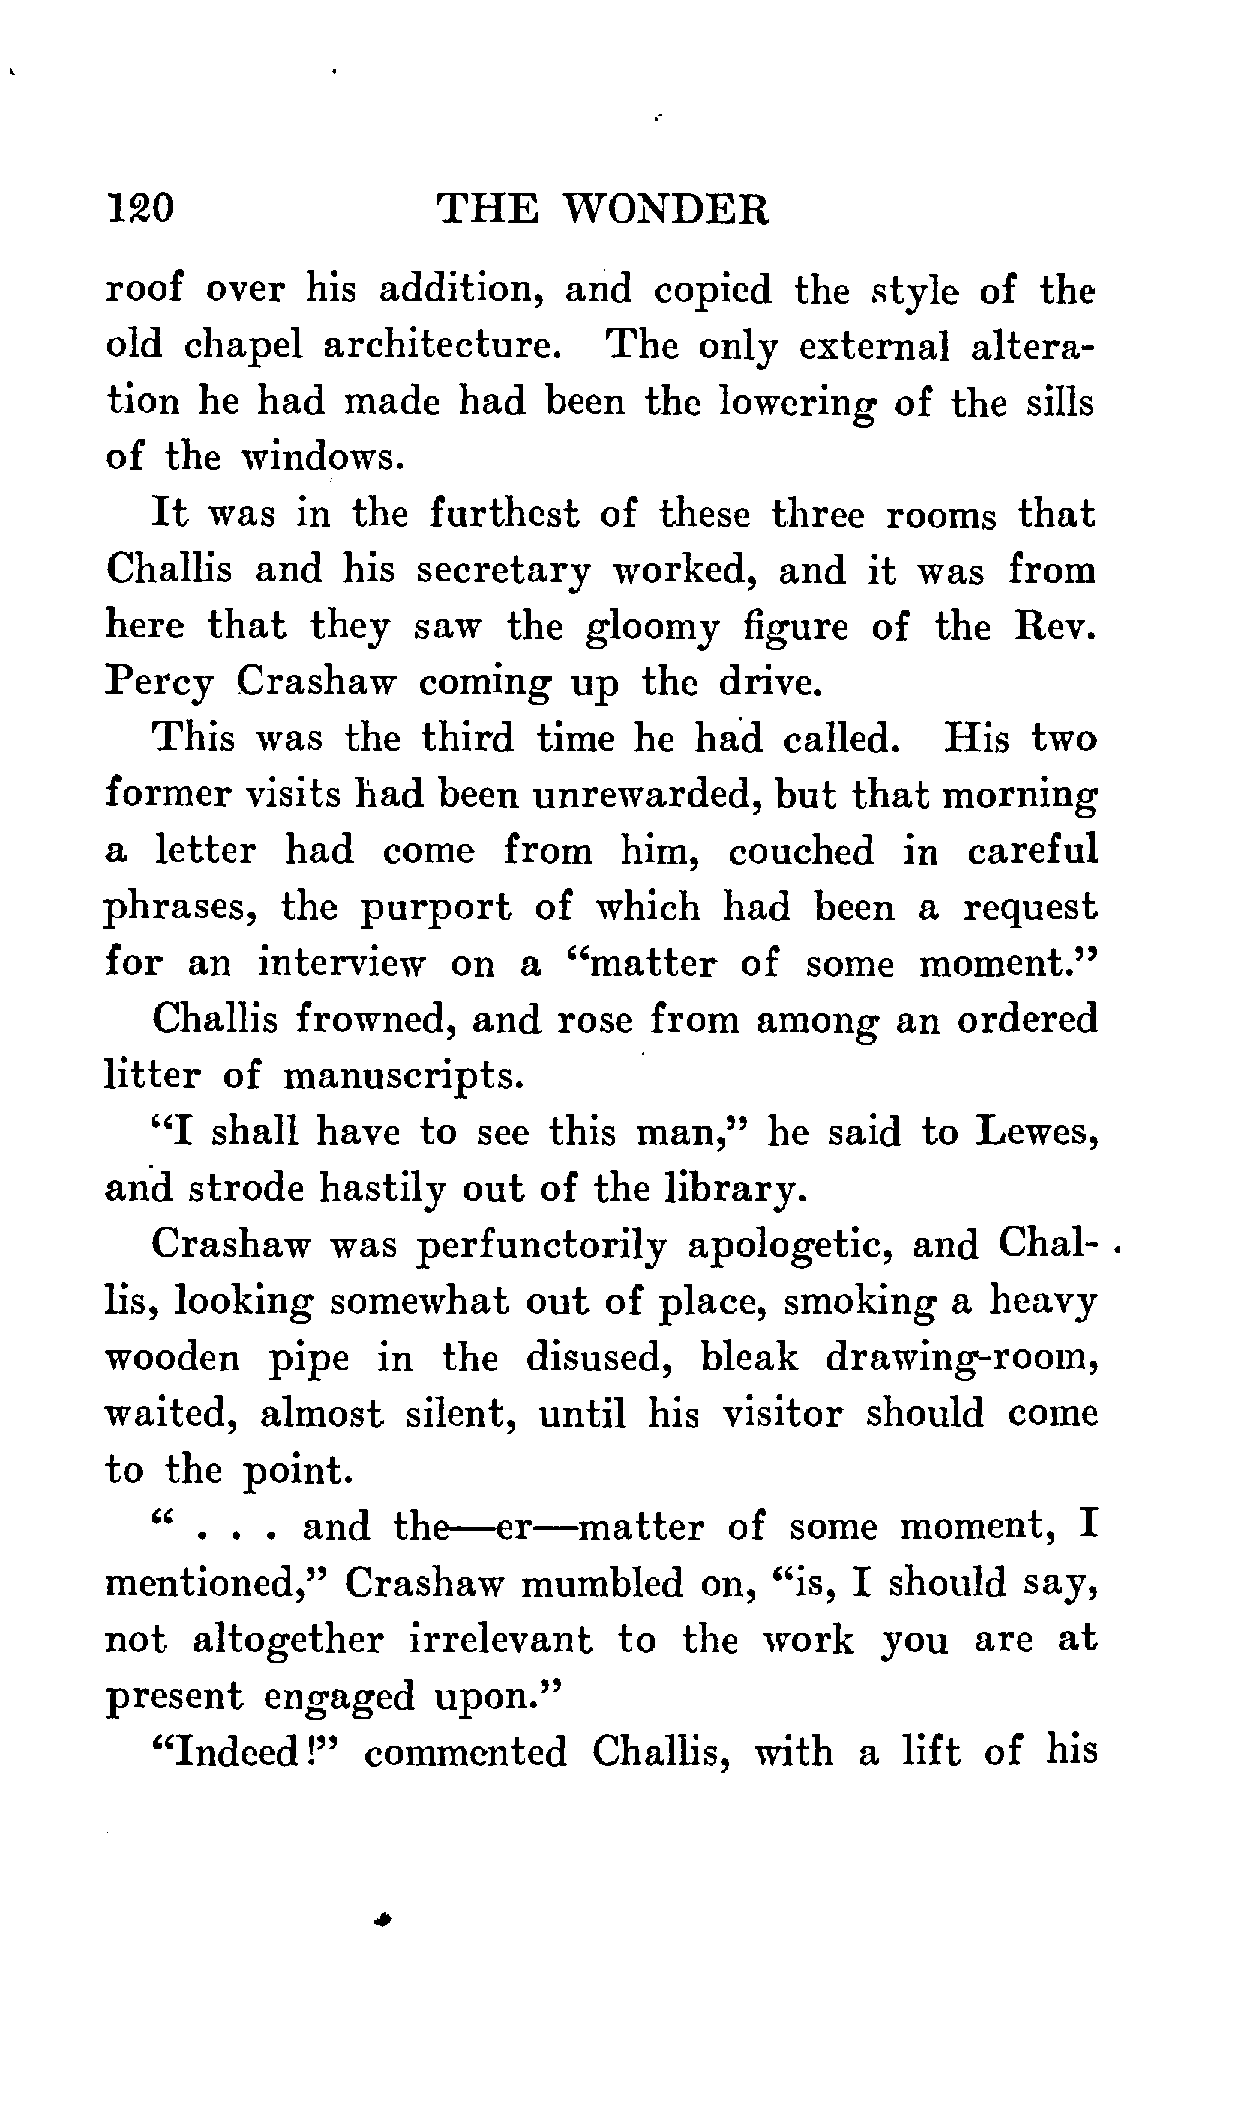 120 THE WONDER
roof over his addition, and copied the style of the
old chapel architecture. The only external altera-
tion he had made had been the lowering of the sills
of the windows.
It was in the furthest of these three rooms that
Challis and his secretary worked, and it was from
here that they saw the gloomy figure of the Rev.
Percy Crashaw coming up the drive.
This was the third time he had called. His two
former visits had been unrewarded, but that morning
a letter had come from him, couched in careful
phrases, the purport of which had been a request
for an interview on a “matter of some moment.”
Challis frowned, and rose from among an ordered
litter of manuscripts.
“I shall have to see this man,” he said to Lewes,
and strode hastily out of the library.
Crashaw was perfunctorily apologetic, and Chal-
lis, looking somewhat out of place, smoking a heavy
wooden pipe in the disused, bleak drawing-room,
waited, almost silent, until his visitor should come
to the point.
“ . . . and the—er—matter of some moment, I
mentioned,” Crashaw mumbled on, “is, I should say,
not altogether irrelevant to the work you are at
present engaged upon.”
“Indeed!” commented Challis, with a lift of his